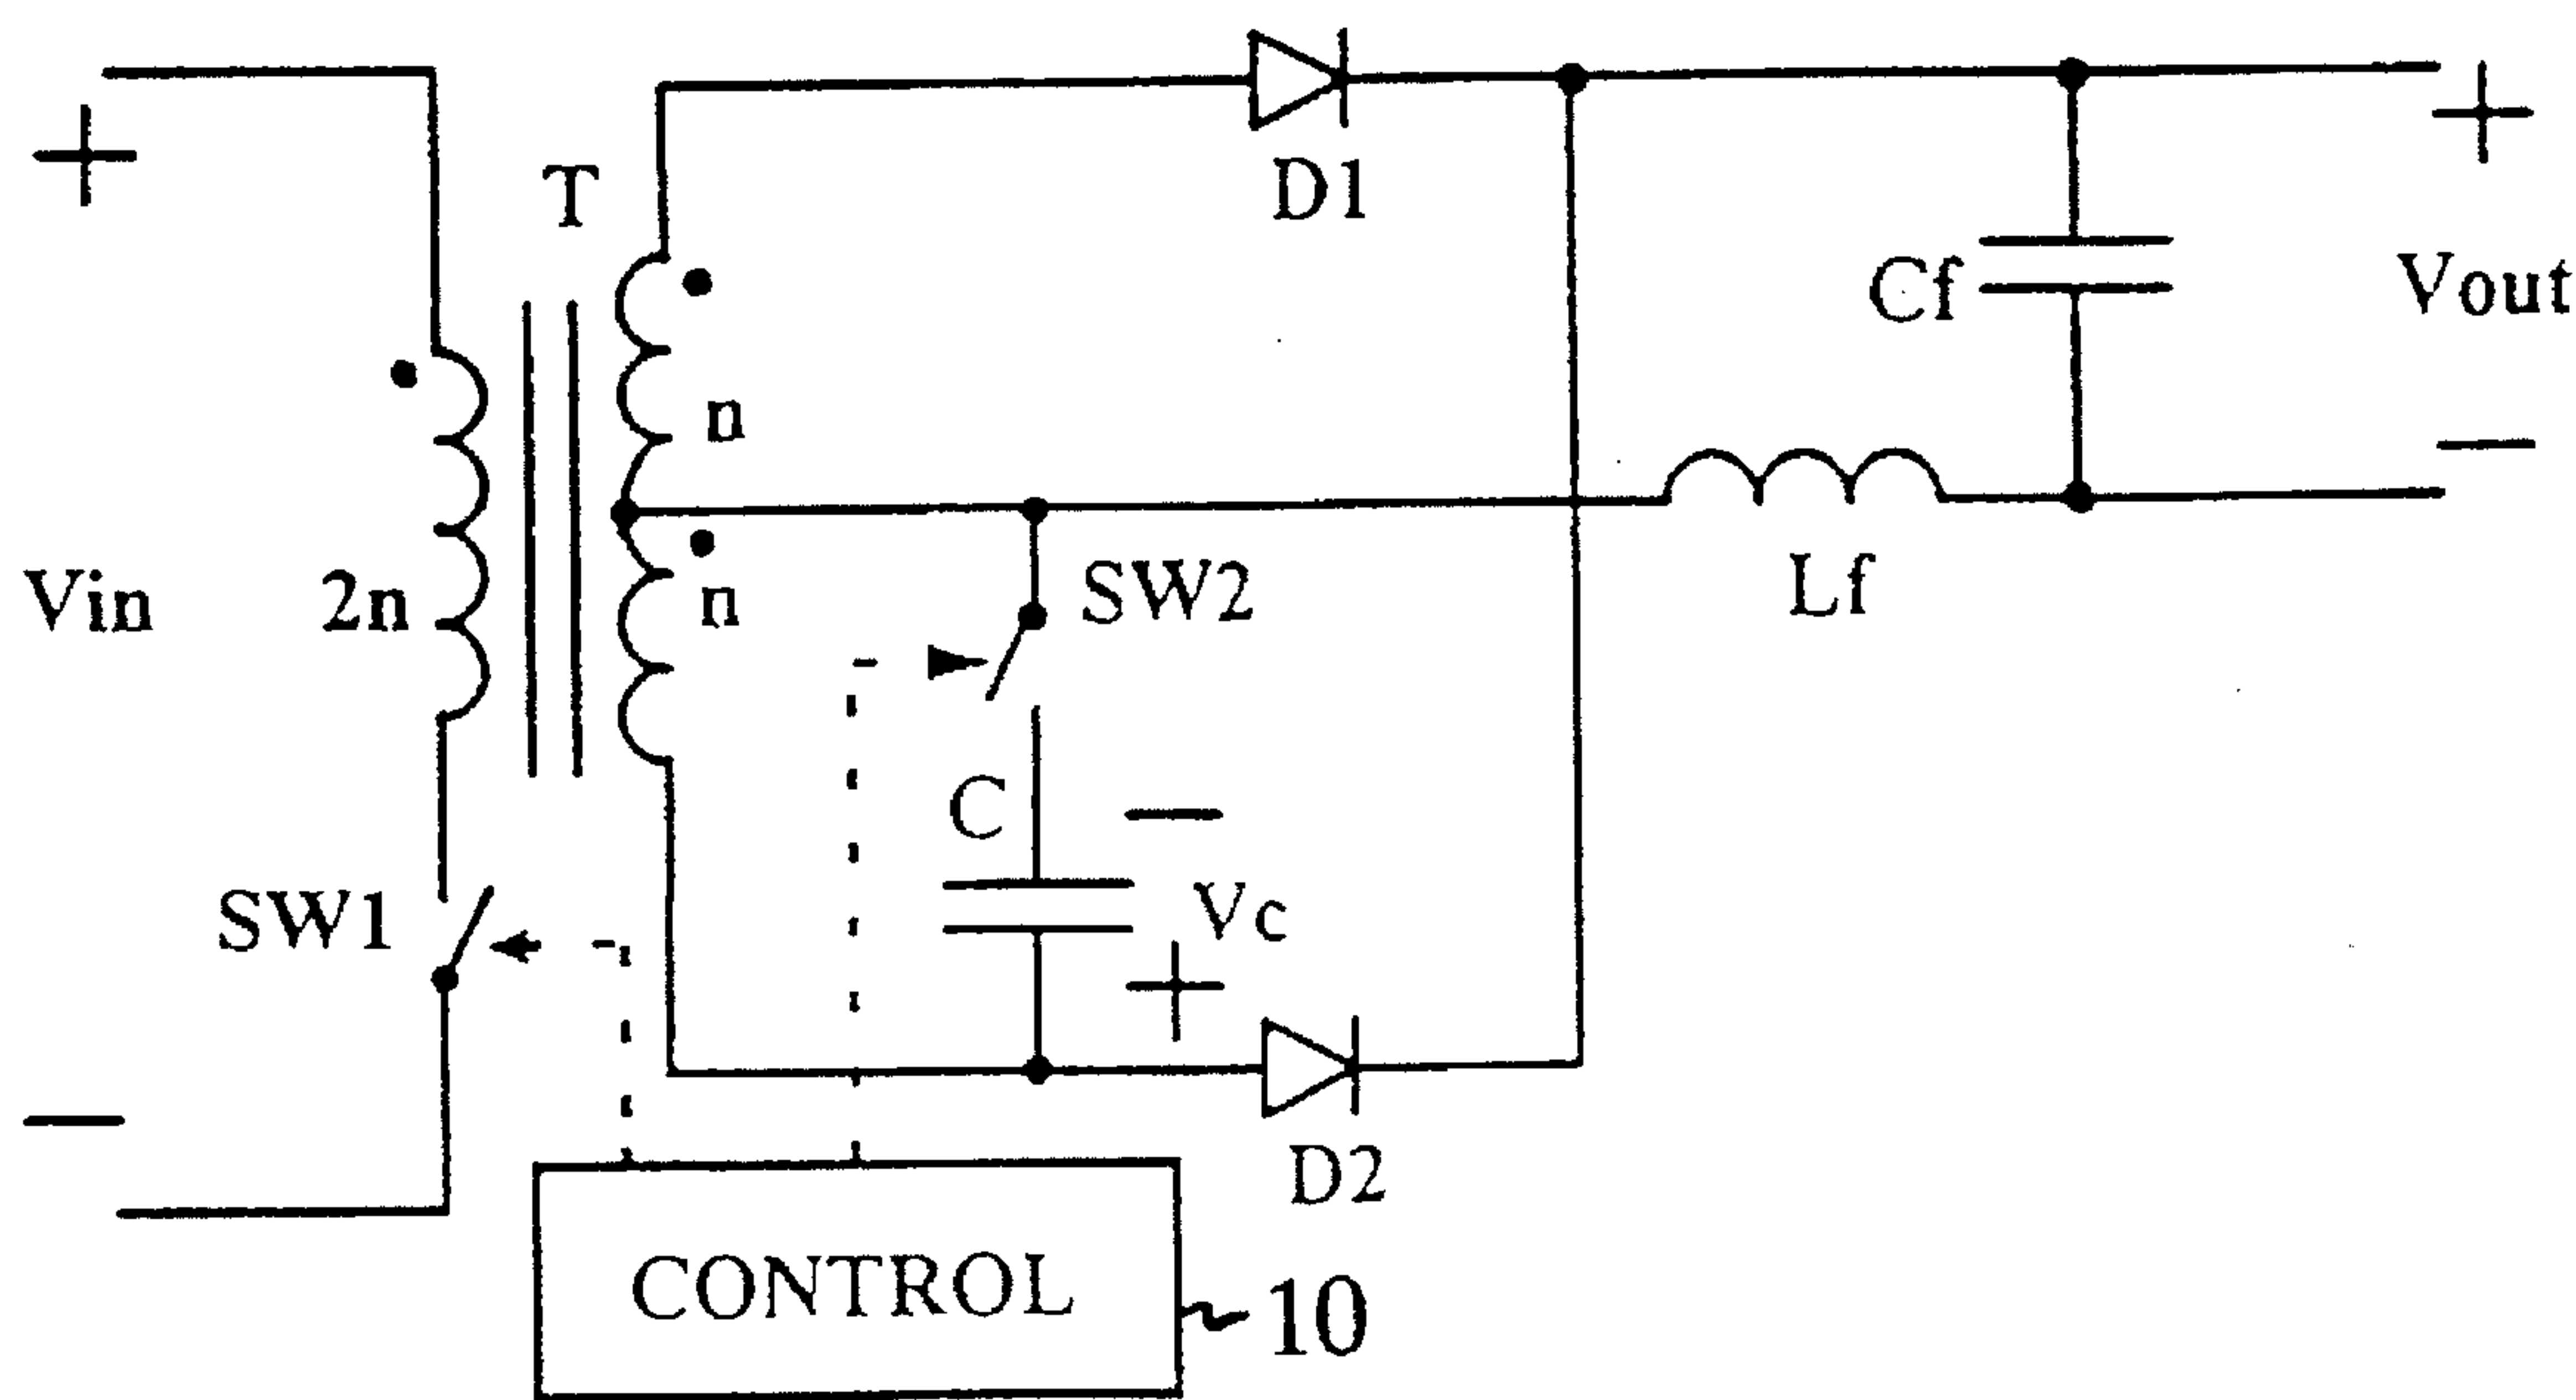 D1
+
+
T
Cf
Vout
n
−
SW2
Vin
2n
n
Lf
C
−
SW1
Vc
+
−
D2
CONTROL
10